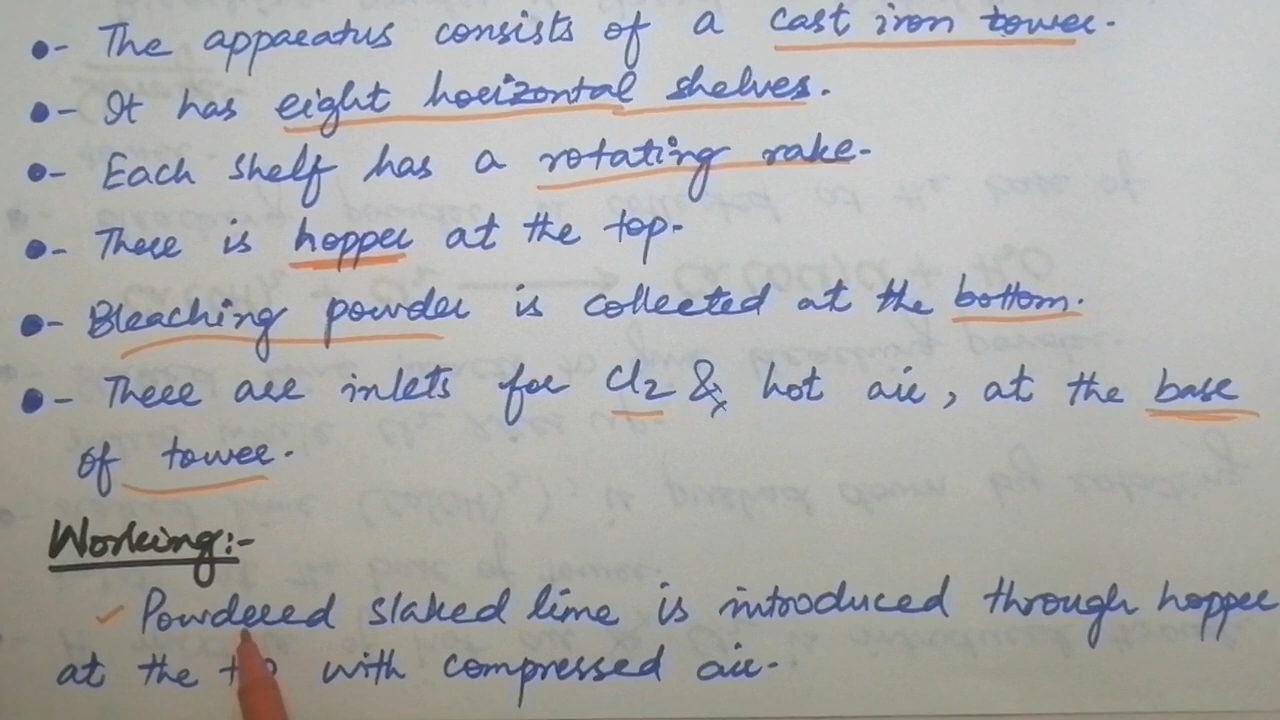 •- The apparatus consists of a cast iron tower.
•- It has eight horizontal shelves.
•- Each shelf has a rotating rake.
•- There is hopper at the top.
•- Bleaching powder is collected at the bottom.
•- There are inlets for Cl2 & hot air, at the base
of tower.
Working:-
✓ Powdered slaked lime is introduced through hopper
at the with compressed air.